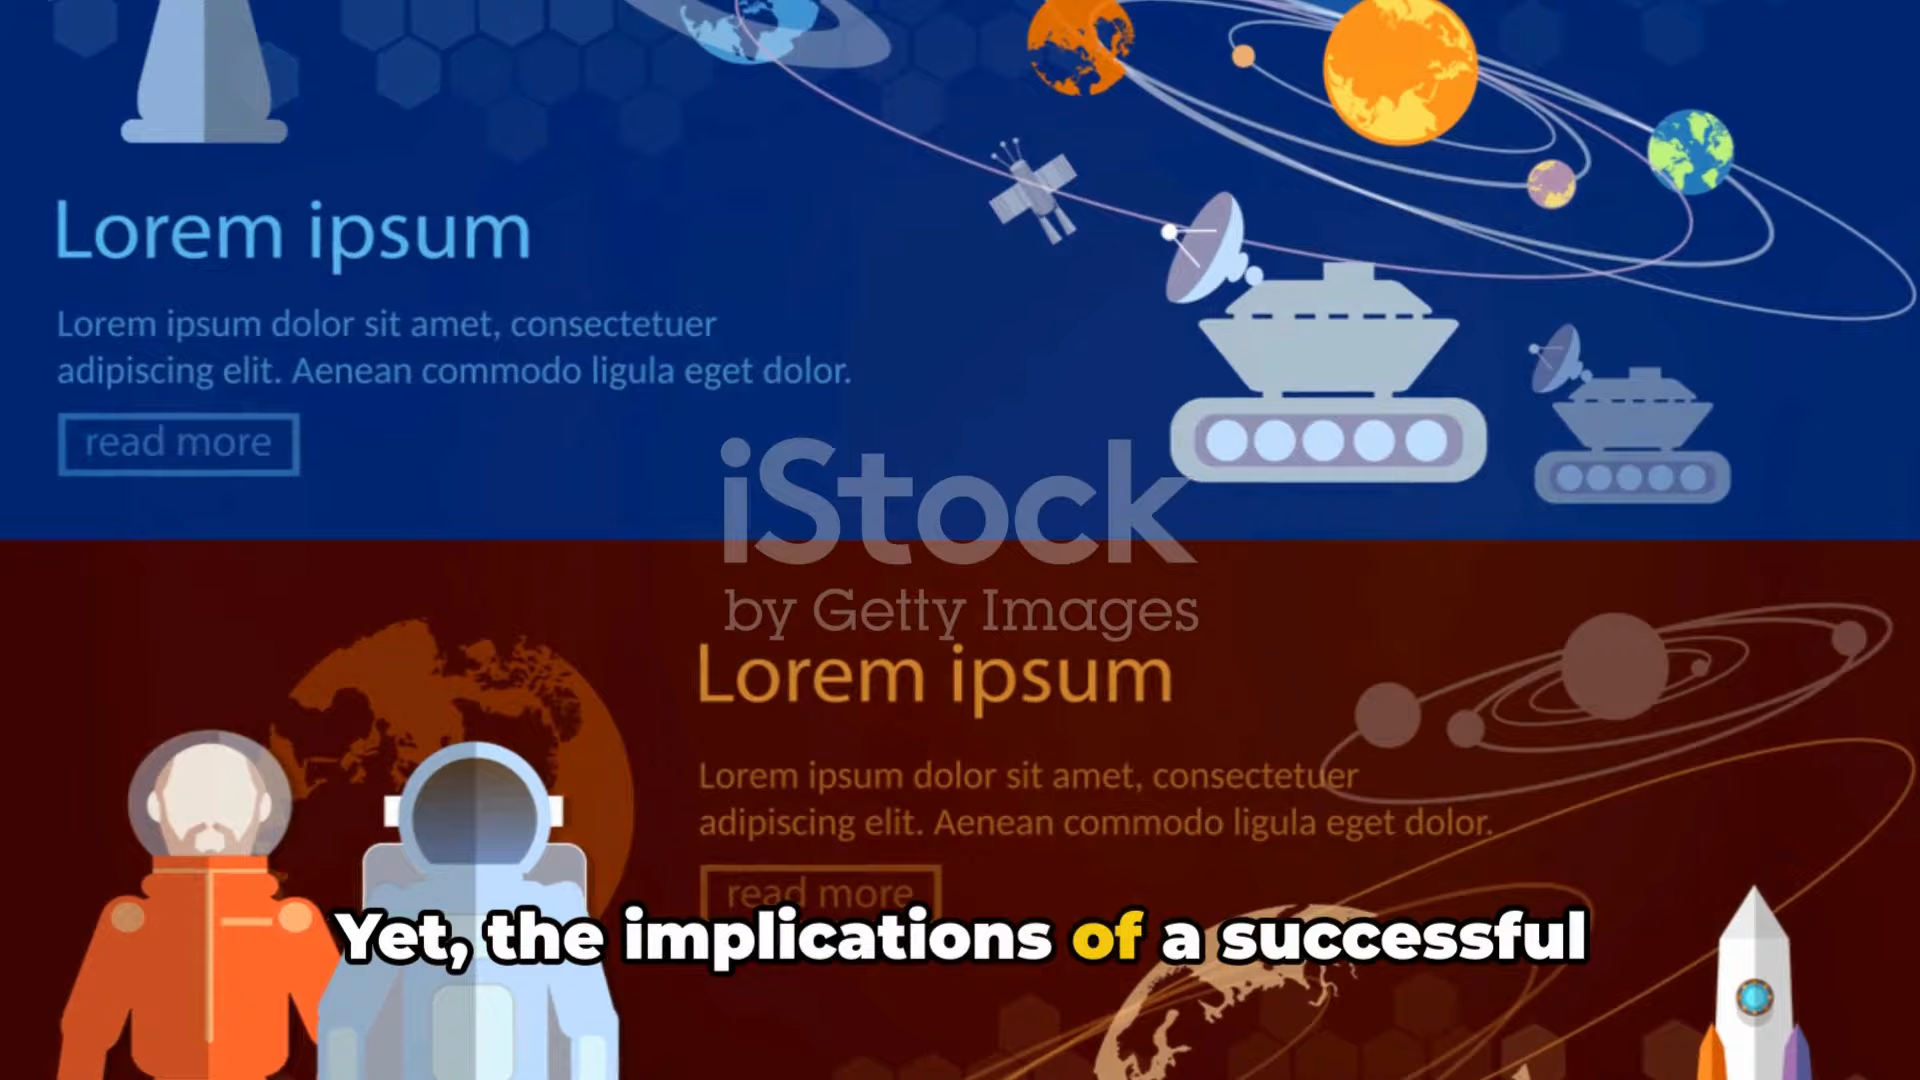 Lorem ipsum
Lorem ipsum dolor sit amet, consectetuer
adipiscing elit. Aenean commodo ligula eget dolor.
read more
iStock
by Getty Images
Lorem ipsum
Lorem ipsum dolor sit amet, consectetuer
adipiscing elit. Aenean commodo ligula eget dolor.
read more
Yet, the implications of a successful